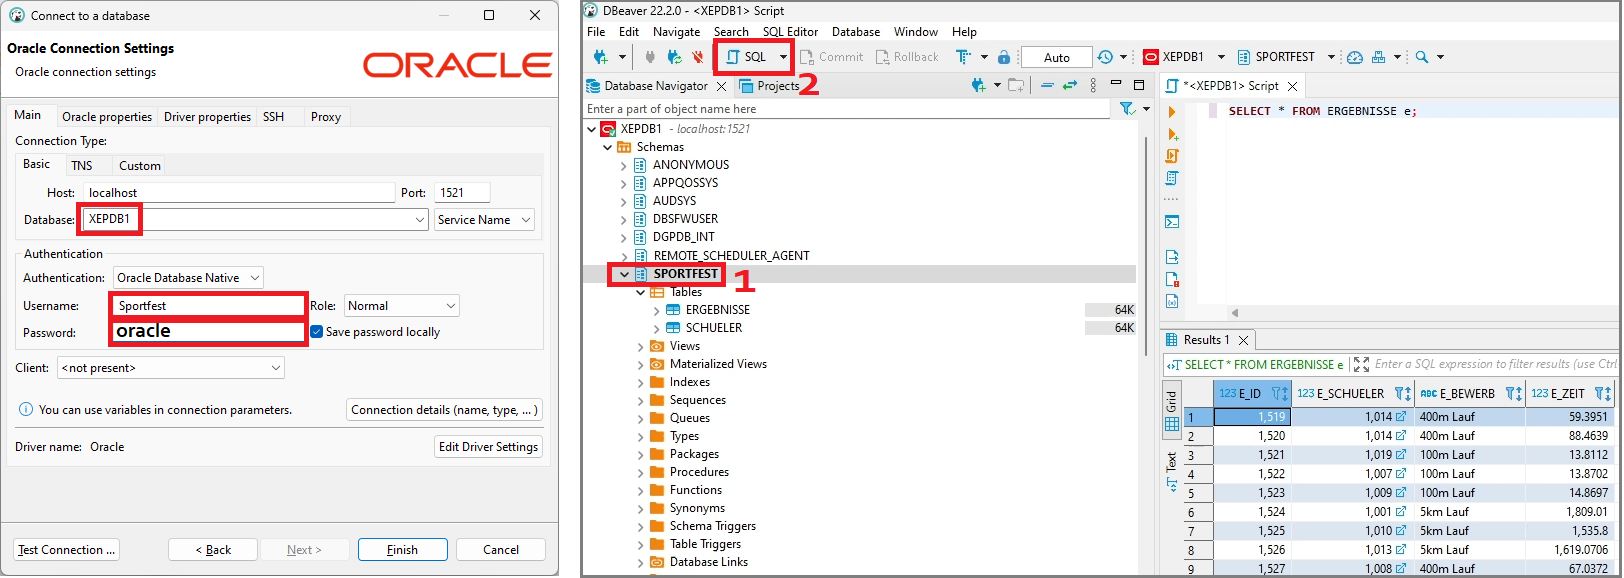 Connect to a database
Oracle Connection Settings
Oracle connection settings
ORACLE
Main Oracle properties Driver properties SSH Proxy
Connection Type:
Basic TNS Custom
Host: localhost Port: 1521
Database: XEPDB1 Service Name
Authentication
Authentication: Oracle Database Native
Username: Sportfest Role: Normal
Password: oracle Save password locally
Client: <not present>
You can use variables in connection parameters. Connection details (name, type, ... )
Driver name: Oracle Edit Driver Settings
Test Connection ... < Back Next > Finish Cancel
DBeaver 22.2.0 - <XEPDB1> Script
File Edit Navigate Search SQL Editor Database Window Help
SQL Commit Rollback Auto XEPDB1 SPORTFEST
2
Database Navigator Projects
Enter a part of object name here
XEPDB1 - localhost:1521
Schemas
ANONYMOUS
APPQOSSYS
AUDSYS
DBSFWUSER
DGPDB_INT
REMOTE_SCHEDULER_AGENT
SPORTFEST 1
Tables
ERGEBNISSE 64K
SCHUELER 64K
Views
Materialized Views
Indexes
Sequences
Queues
Types
Packages
Procedures
Functions
Synonyms
Schema Triggers
Table Triggers
Database Links
*<XEPDB1> Script
SELECT * FROM ERGEBNISSE e;
Results 1
SELECT * FROM ERGEBNISSE e Enter a SQL expression to filter results (use Ctrl
Grid
Text
123 E_ID 123 E_SCHUELER ABC E_BEWERB 123 E_ZEIT
1 1,519 1,014 400m Lauf 59.3951
2 1,520 1,014 400m Lauf 88.4639
3 1,521 1,019 100m Lauf 13.8112
4 1,522 1,007 100m Lauf 13.8702
5 1,523 1,009 100m Lauf 14.8697
6 1,524 1,001 5km Lauf 1,809.01
7 1,525 1,010 5km Lauf 1,535.8
8 1,526 1,013 5km Lauf 1,619.0706
9 1,527 1,008 400m Lauf 67.0372